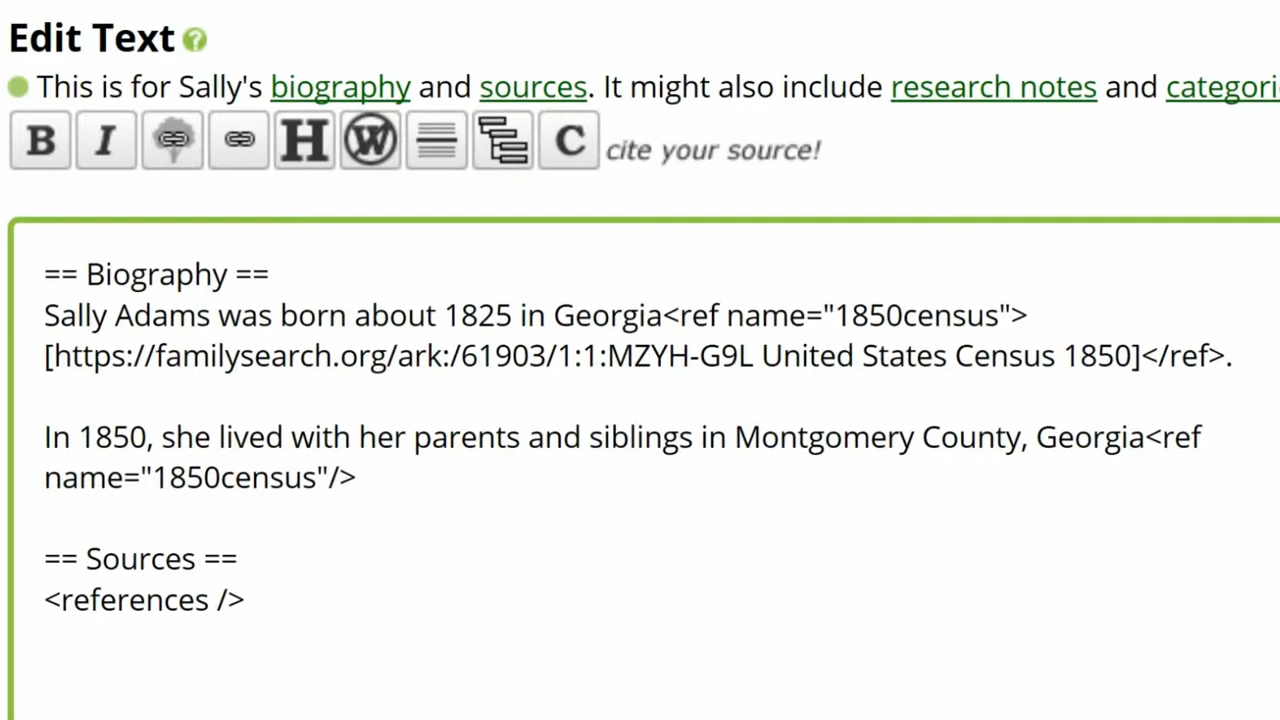 Edit Text ?
This is for Sally's biography and sources. It might also include research notes and categori
B I H W C cite your source!
== Biography ==
Sally Adams was born about 1825 in Georgia<ref name="1850census">
[https://familysearch.org/ark:/61903/1:1:MZYH-G9L United States Census 1850]</ref>.
In 1850, she lived with her parents and siblings in Montgomery County, Georgia<ref
name="1850census"/>
== Sources ==
<references />